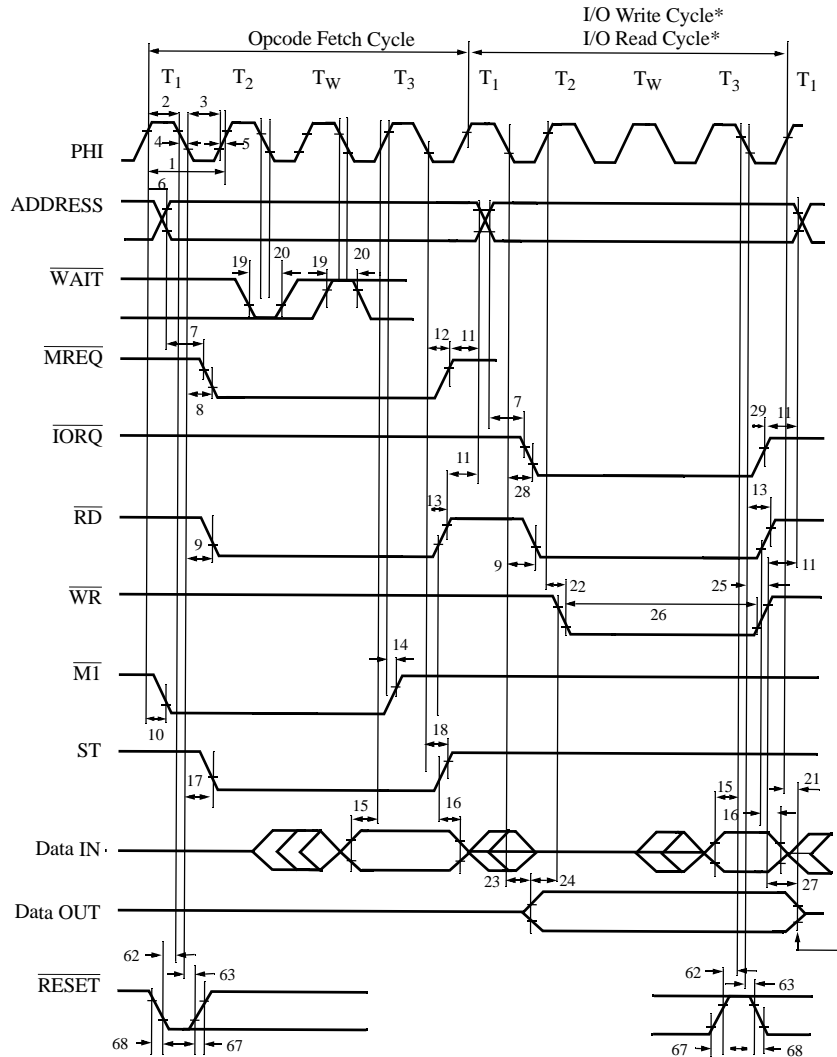 I/O Write Cycle*
Opcode Fetch Cycle I/O Read Cycle*
T1 T2 TW T3 T1 T2 TW T3 T1
2 3
PHI 4 5
1
6
ADDRESS
WAIT 19 20 19 20
7 12 11
MREQ
8 7 29 11
IORQ
11 28
13 13
RD
9 9 11
22 25
WR 26
14
M1
10 18
ST
17 21
15 16 15 16
Data IN
23 24 27
Data OUT
62 63 62 63
RESET
68 67 67 68